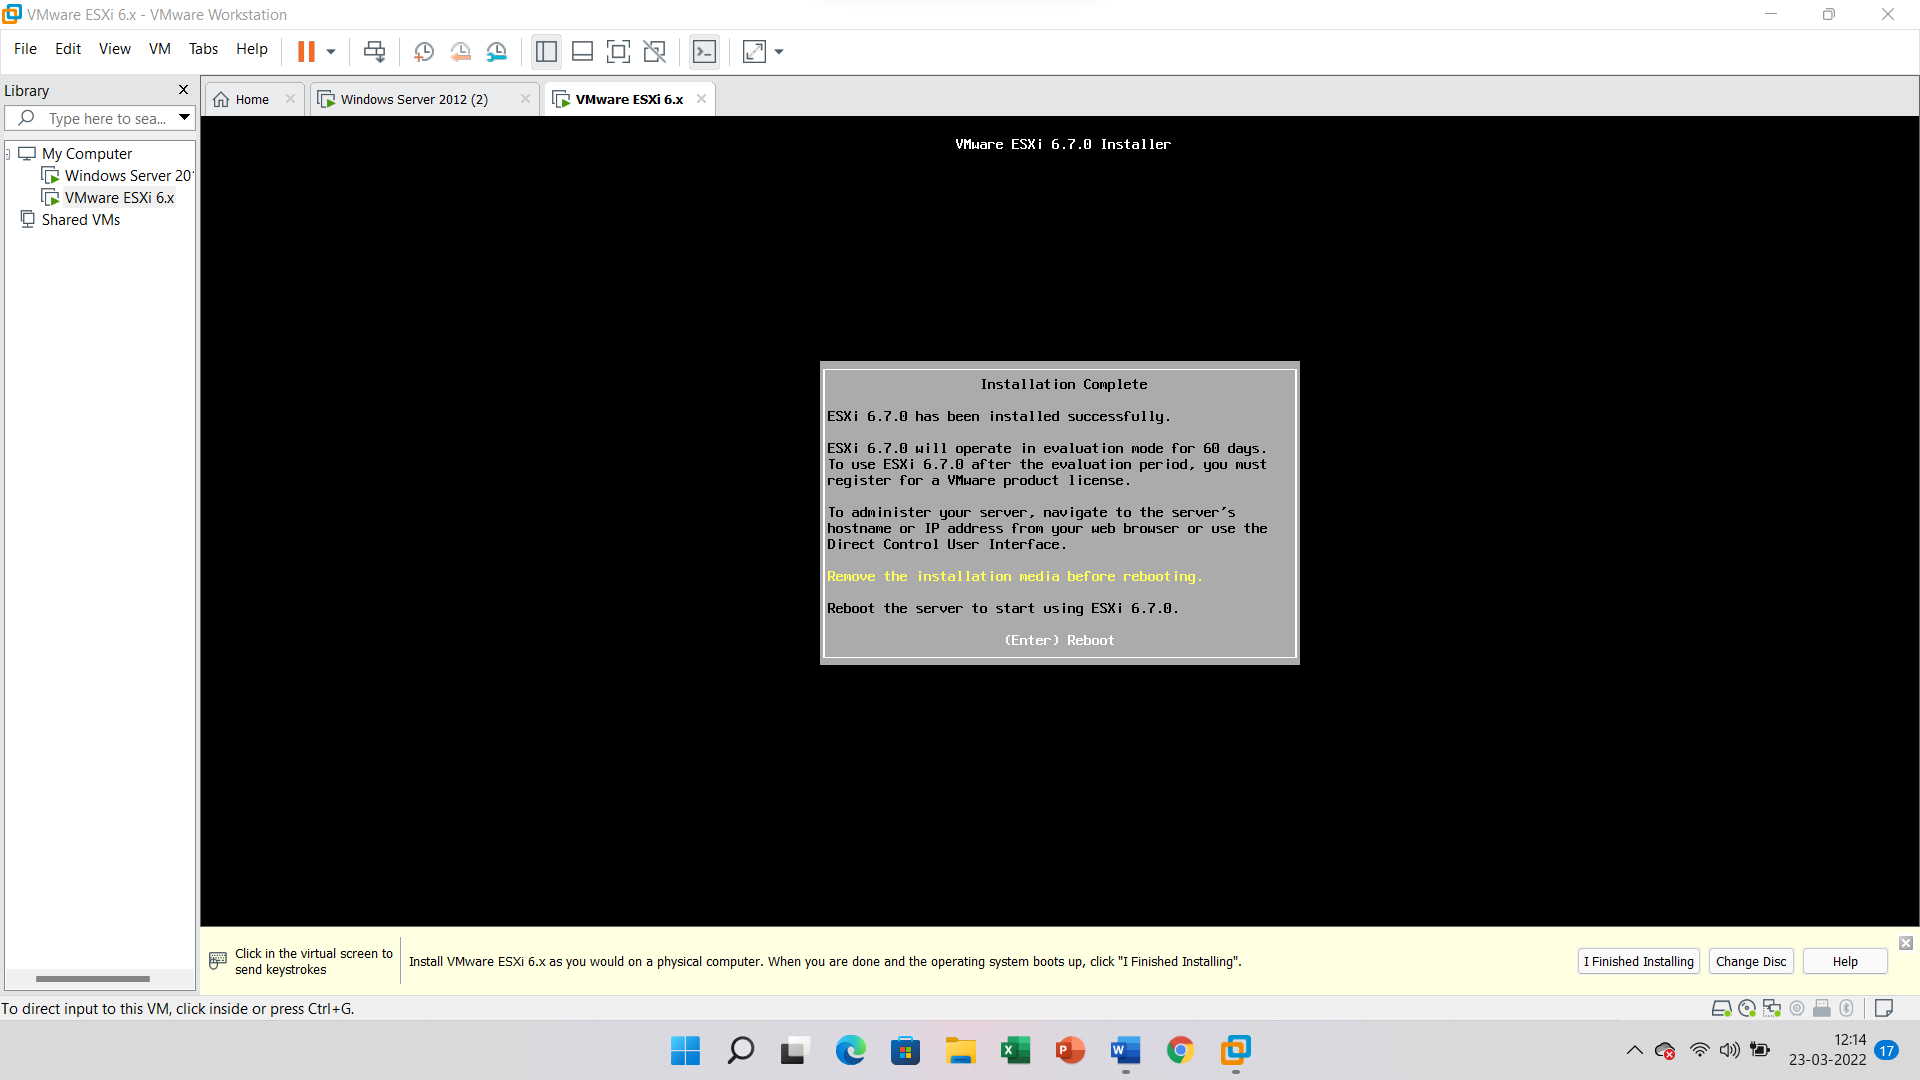 VMware ESXi 6.x - VMware Workstation
File Edit View VM Tabs Help
Library
Type here to sea...
My Computer
Windows Server 20
VMware ESXi 6.x
Shared VMs
Home
Windows Server 2012 (2)
VMware ESXi 6.x
VMware ESXi 6.7.0 Installer
Installation Complete
ESXi 6.7.0 has been installed successfully.
ESXi 6.7.0 will operate in evaluation mode for 60 days.
To use ESXi 6.7.0 after the evaluation period, you must
register for a VMware product license.
To administer your server, navigate to the server's
hostname or IP address from your web browser or use the
Direct Control User Interface.
Remove the installation media before rebooting.
Reboot the server to start using ESXi 6.7.0.
(Enter) Reboot
Click in the virtual screen to
send keystrokes
Install VMware ESXi 6.x as you would on a physical computer. When you are done and the operating system boots up, click "I Finished Installing".
I Finished Installing
Change Disc
Help
To direct input to this VM, click inside or press Ctrl+G.
12:14
23-03-2022
17